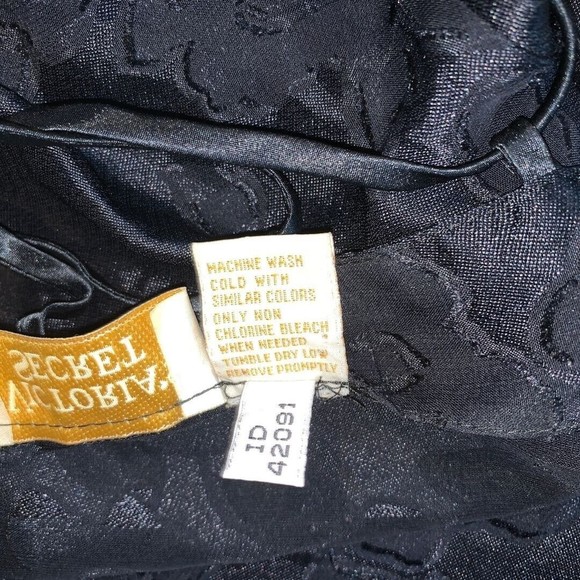 MACHINE WASH
COLD WITH
SIMILAR COLORS
ONLY NON
CHLORINE BLEACH
WHEN NEEDED
TUMBLE DRY LOW
REMOVE PROMPTLY
VICTORIA'S
SECRET
ID
42091